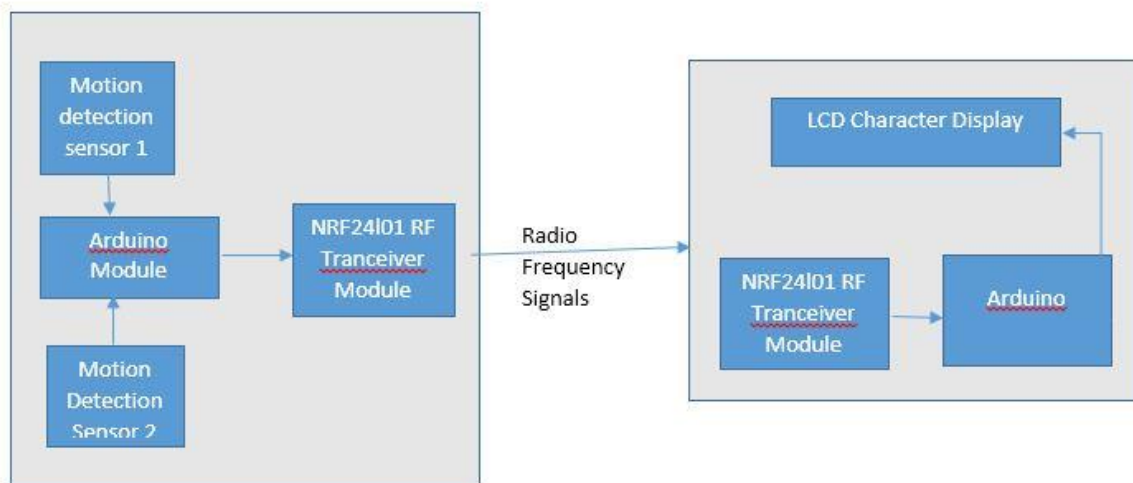 Motion
detection
sensor 1
Arduino
Module
NRF24l01 RF
Tranceiver
Module
Motion
Detection
Sensor 2
Radio
Frequency
Signals
LCD Character Display
NRF24l01 RF
Tranceiver
Module
Arduino